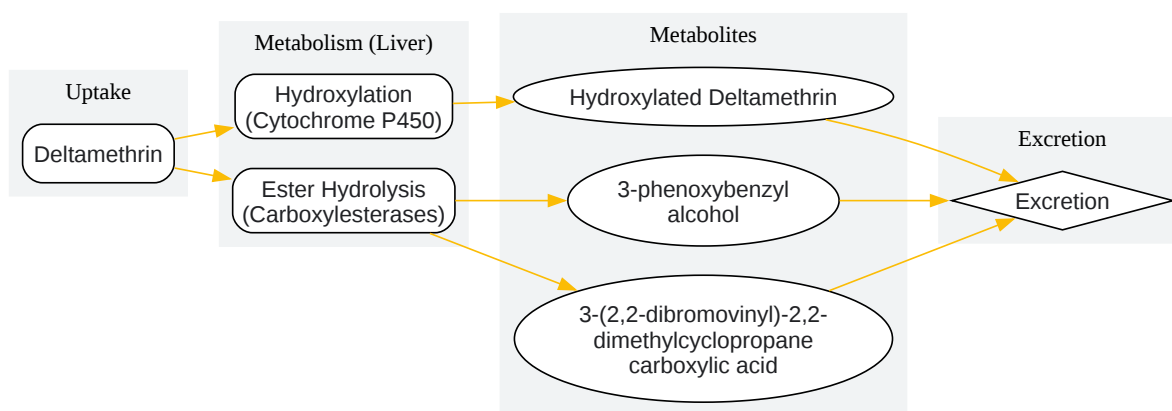 Uptake
Deltamethrin
Metabolism (Liver)
Hydroxylation
(Cytochrome P450)
Ester Hydrolysis
(Carboxylesterases)
Metabolites
Hydroxylated Deltamethrin
3-phenoxybenzyl
alcohol
3-(2,2-dibromovinyl)-2,2-
dimethylcyclopropane
carboxylic acid
Excretion
Excretion